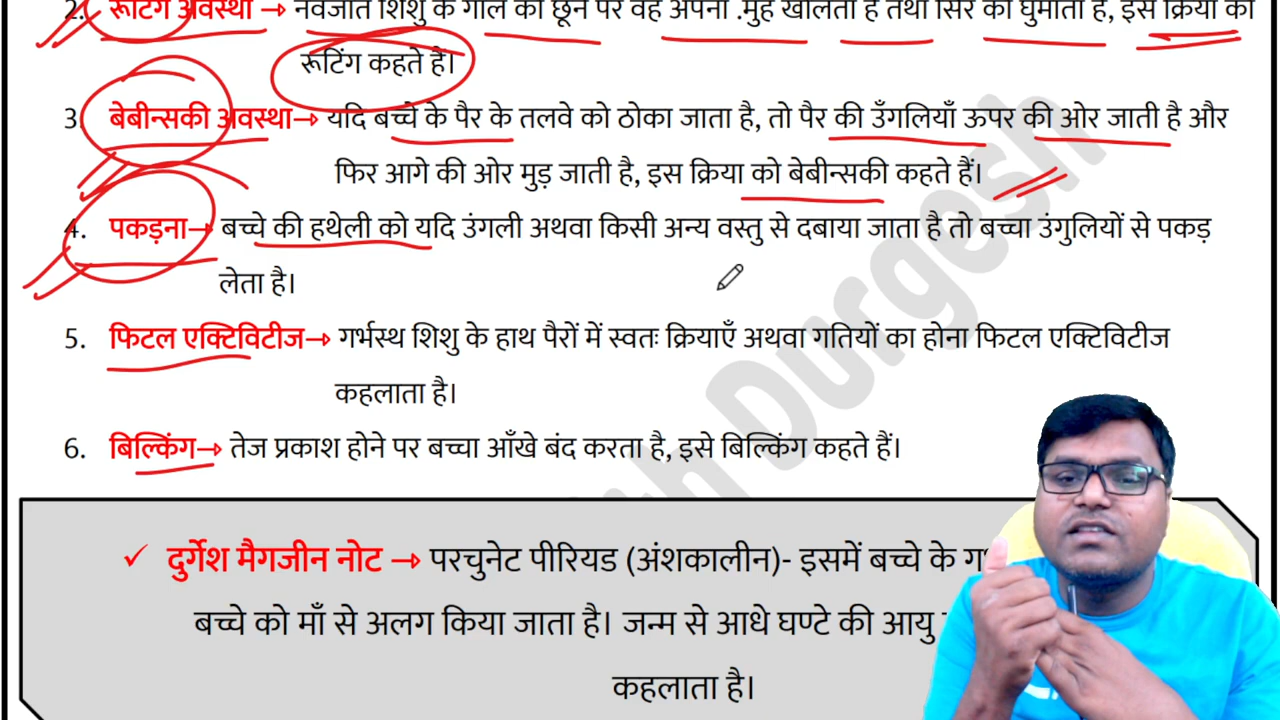 2. रूटिंग अवस्था → नवजात शिशु के गाल को छूने पर वह अपना .मुँह खोलता है तथा सिर को घुमाता है, इस क्रिया को
रूटिंग कहते हैं।
3. बेबीन्सकी अवस्था→ यदि बच्चे के पैर के तलवे को ठोका जाता है, तो पैर की उँगलियाँ ऊपर की ओर जाती है और
फिर आगे की ओर मुड़ जाती है, इस क्रिया को बेबीन्सकी कहते हैं।
4. पकड़ना→ बच्चे की हथेली को यदि उंगली अथवा किसी अन्य वस्तु से दबाया जाता है तो बच्चा उंगुलियों से पकड़
लेता है।
5. फिटल एक्टिविटीज→ गर्भस्थ शिशु के हाथ पैरों में स्वतः क्रियाएँ अथवा गतियों का होना फिटल एक्टिविटीज
कहलाता है।
6. बिल्किंग→ तेज प्रकाश होने पर बच्चा आँखे बंद करता है, इसे बिल्किंग कहते हैं।
✓ दुर्गेश मैगजीन नोट → परचुनेट पीरियड (अंशकालीन)- इसमें बच्चे के
बच्चे को माँ से अलग किया जाता है। जन्म से आधे घण्टे की आयु
कहलाता है।
Durgesh